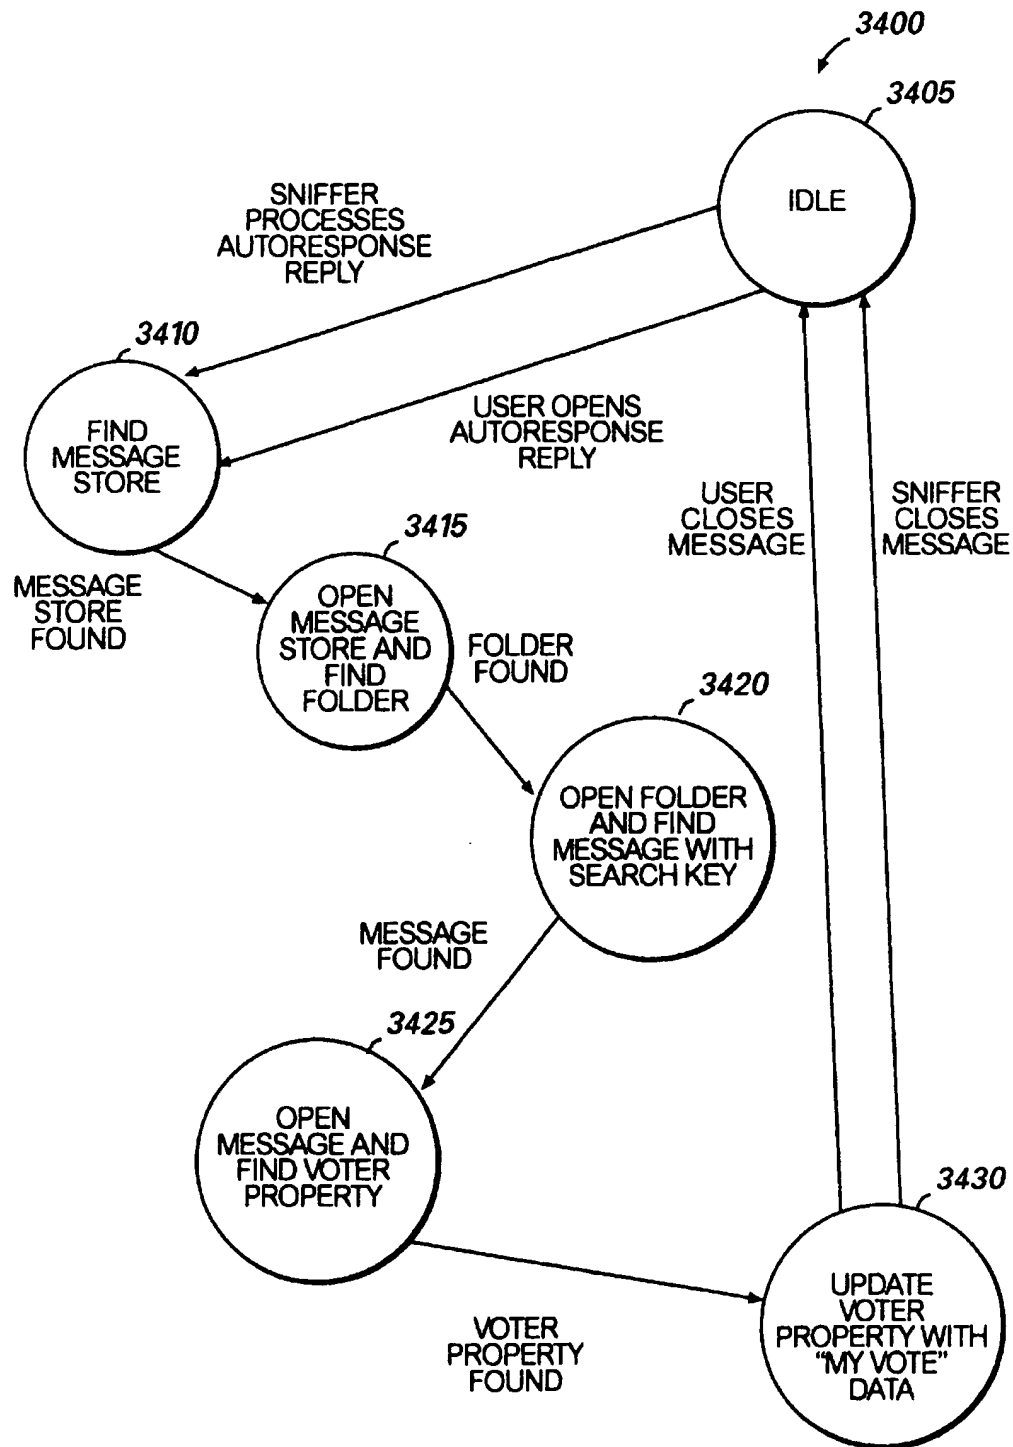 3400
3405
IDLE
SNIFFER
PROCESSES
AUTORESPONSE
REPLY
3410
FIND
MESSAGE
STORE
USER OPENS
AUTORESPONSE
REPLY
USER
CLOSES
MESSAGE
SNIFFER
CLOSES
MESSAGE
3415
MESSAGE
STORE
FOUND
OPEN
MESSAGE
STORE AND
FIND
FOLDER
FOLDER
FOUND
3420
OPEN FOLDER
AND FIND
MESSAGE WITH
SEARCH KEY
MESSAGE
FOUND
3425
OPEN
MESSAGE AND
FIND VOTER
PROPERTY
3430
UPDATE
VOTER
PROPERTY WITH
“MY VOTE”
DATA
VOTER
PROPERTY
FOUND